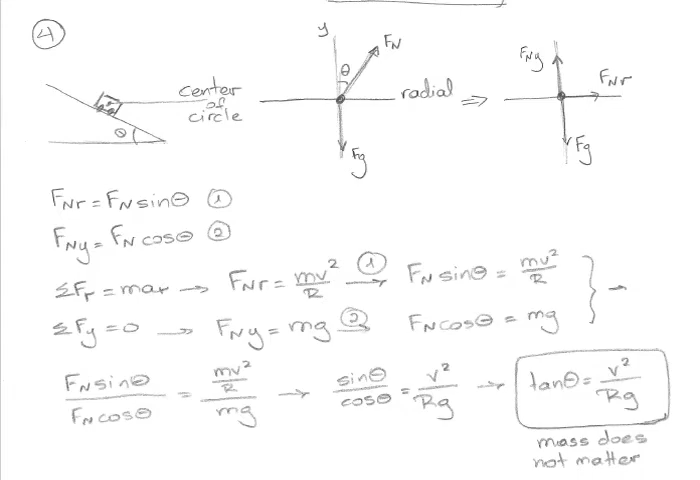 4
y
F_N
θ
center of circle
radial
⇒
F_g
F_Ny
F_Nr
F_g
θ
F_Nr = F_N sinθ ①
F_Ny = F_N cosθ ②
ΣF_r = ma_r → F_Nr = mv²/R ①→ F_N sinθ = mv²/R
ΣF_y = 0 → F_Ny = mg ② F_N cosθ = mg } →
F_N sinθ / F_N cosθ = (mv²/R) / mg → sinθ/cosθ = v²/Rg → tanθ = v²/Rg
mass does
not matter